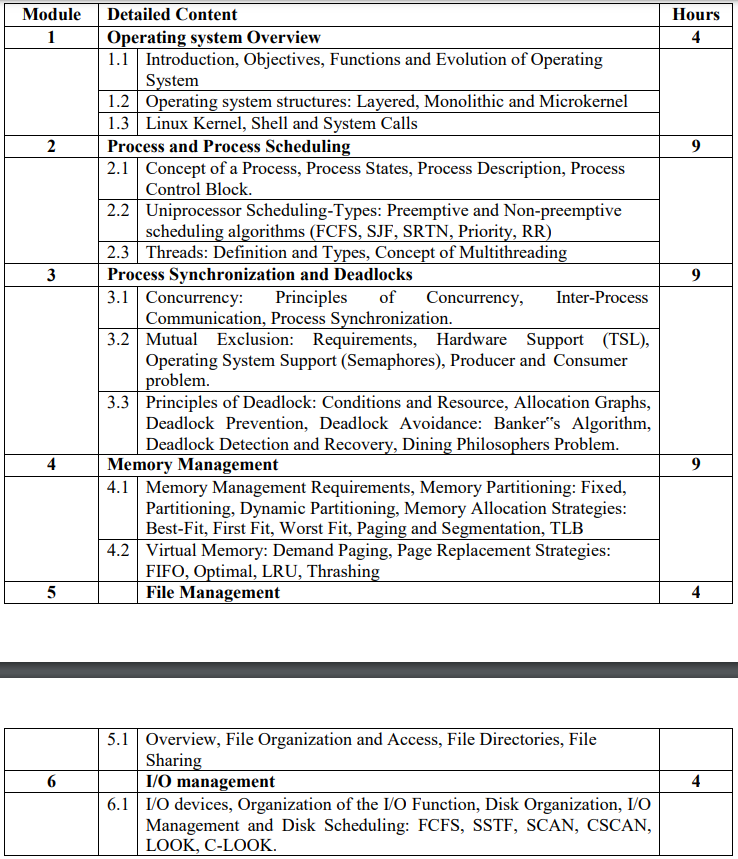 Module Detailed Content Hours
1 Operating system Overview 4
1.1 Introduction, Objectives, Functions and Evolution of Operating
System
1.2 Operating system structures: Layered, Monolithic and Microkernel
1.3 Linux Kernel, Shell and System Calls
2 Process and Process Scheduling 9
2.1 Concept of a Process, Process States, Process Description, Process
Control Block.
2.2 Uniprocessor Scheduling-Types: Preemptive and Non-preemptive
scheduling algorithms (FCFS, SJF, SRTN, Priority, RR)
2.3 Threads: Definition and Types, Concept of Multithreading
3 Process Synchronization and Deadlocks 9
3.1 Concurrency: Principles of Concurrency, Inter-Process
Communication, Process Synchronization.
3.2 Mutual Exclusion: Requirements, Hardware Support (TSL),
Operating System Support (Semaphores), Producer and Consumer
problem.
3.3 Principles of Deadlock: Conditions and Resource, Allocation Graphs,
Deadlock Prevention, Deadlock Avoidance: Banker‟s Algorithm,
Deadlock Detection and Recovery, Dining Philosophers Problem.
4 Memory Management 9
4.1 Memory Management Requirements, Memory Partitioning: Fixed,
Partitioning, Dynamic Partitioning, Memory Allocation Strategies:
Best-Fit, First Fit, Worst Fit, Paging and Segmentation, TLB
4.2 Virtual Memory: Demand Paging, Page Replacement Strategies:
FIFO, Optimal, LRU, Thrashing
5 File Management 4
5.1 Overview, File Organization and Access, File Directories, File
Sharing
6 I/O management 4
6.1 I/O devices, Organization of the I/O Function, Disk Organization, I/O
Management and Disk Scheduling: FCFS, SSTF, SCAN, CSCAN,
LOOK, C-LOOK.